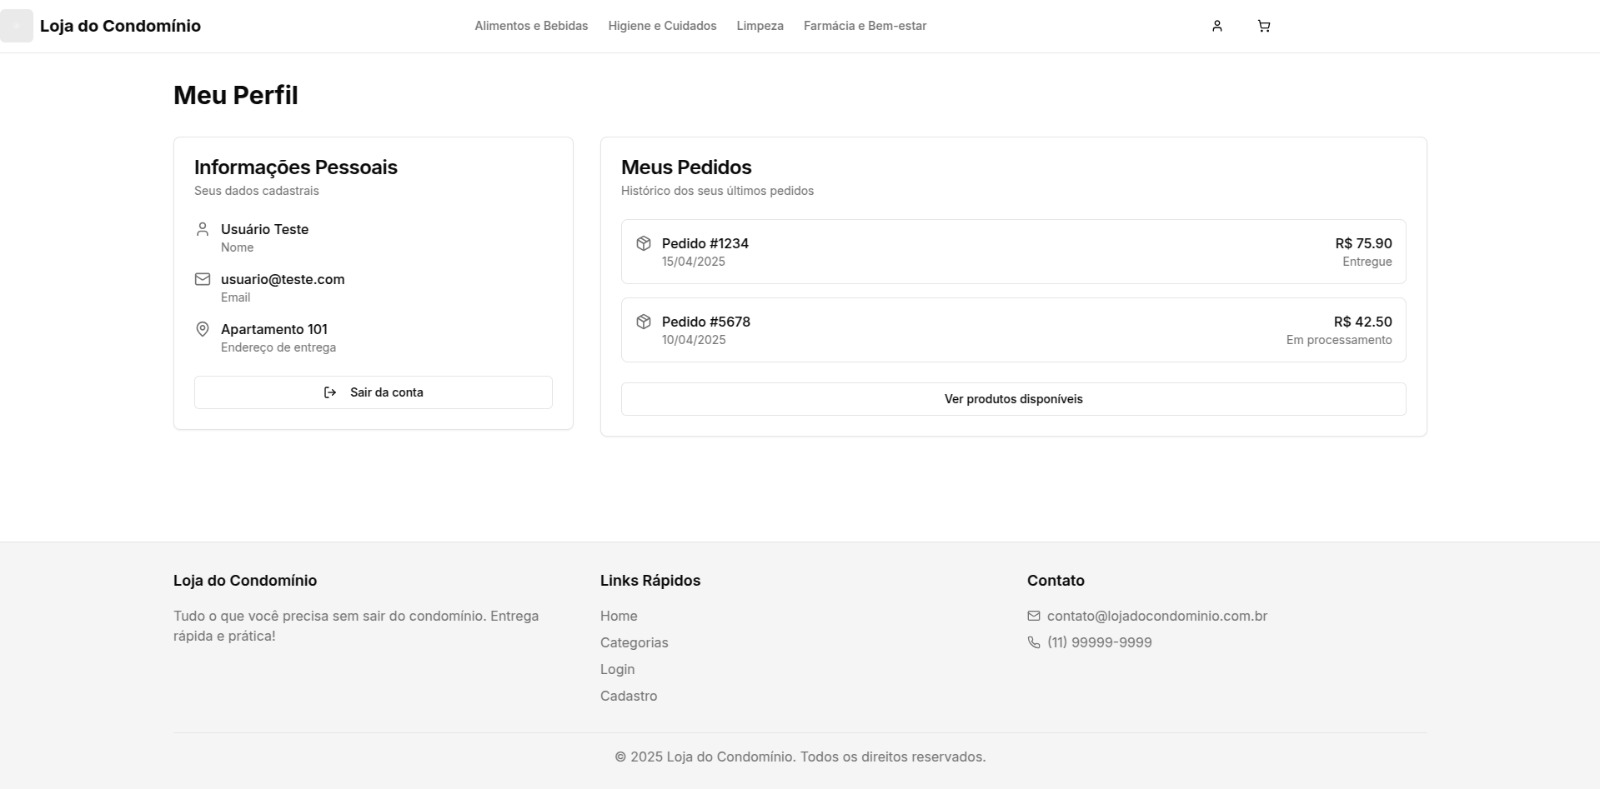 Loja do Condomínio
Alimentos e Bebidas
Higiene e Cuidados
Limpeza
Farmácia e Bem-estar
Meu Perfil
Informações Pessoais
Seus dados cadastrais
Usuário Teste
Nome
usuario@teste.com
Email
Apartamento 101
Endereço de entrega
Sair da conta
Meus Pedidos
Histórico dos seus últimos pedidos
Pedido #1234
15/04/2025
R$ 75.90
Entregue
Pedido #5678
10/04/2025
R$ 42.50
Em processamento
Ver produtos disponíveis
Loja do Condomínio
Tudo o que você precisa sem sair do condomínio. Entrega
rápida e prática!
Links Rápidos
Home
Categorias
Login
Cadastro
Contato
contato@lojadocondominio.com.br
(11) 99999-9999
© 2025 Loja do Condomínio. Todos os direitos reservados.